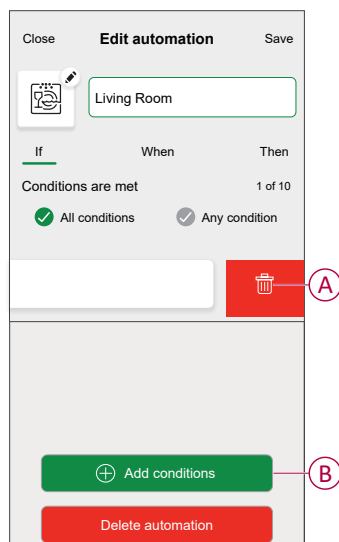 Close Edit automation Save
Living Room
If When Then
Conditions are met 1 of 10
All conditions Any condition
A
Add conditions B
Delete automation